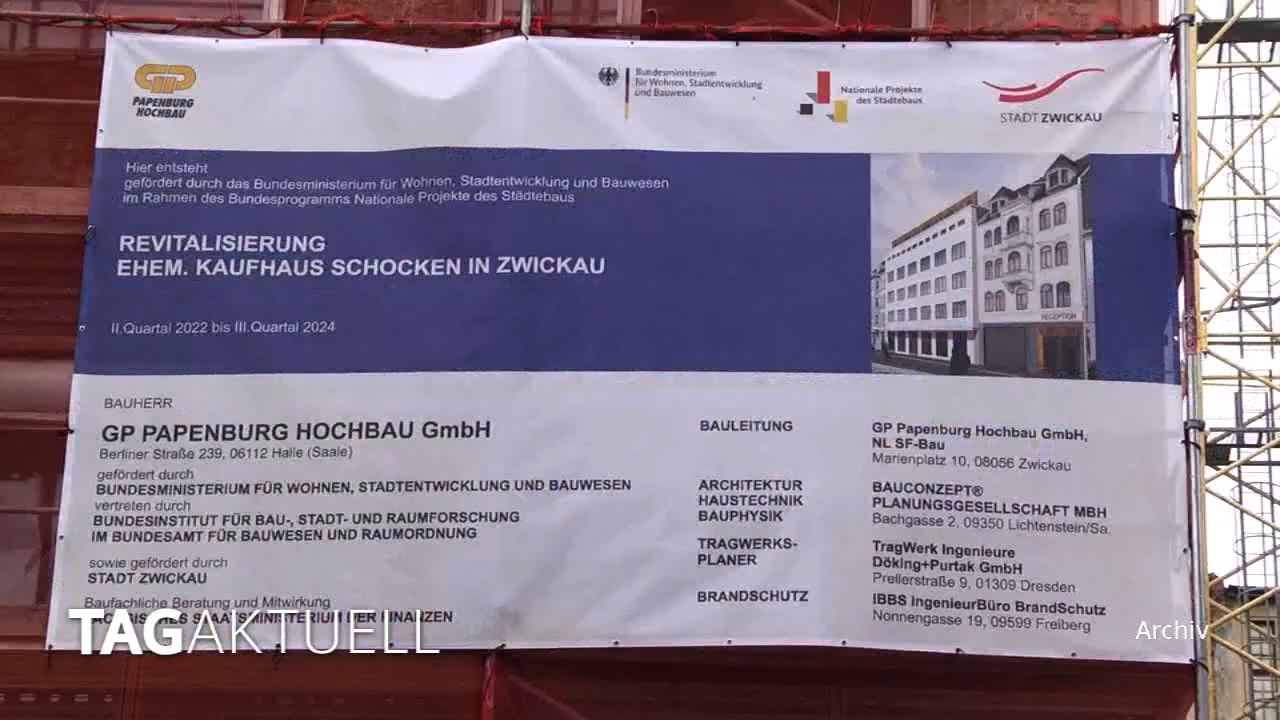 GP
PAPENBURG
HOCHBAU
Bundesministerium
für Wohnen, Stadtentwicklung
und Bauwesen
Nationale Projekte
des Städtebaus
STADT ZWICKAU
Hier entsteht
gefördert durch das Bundesministerium für Wohnen, Stadtentwicklung und Bauwesen
im Rahmen des Bundesprogramms Nationale Projekte des Städtebaus
REVITALISIERUNG
EHEM. KAUFHAUS SCHOCKEN IN ZWICKAU
II.Quartal 2022 bis III.Quartal 2024
RECEPTION
BAUHERR
GP PAPENBURG HOCHBAU GmbH
Berliner Straße 239, 06112 Halle (Saale)
gefördert durch
BUNDESMINISTERIUM FÜR WOHNEN, STADTENTWICKLUNG UND BAUWESEN
vertreten durch
BUNDESINSTITUT FÜR BAU-, STADT- UND RAUMFORSCHUNG
IM BUNDESAMT FÜR BAUWESEN UND RAUMORDNUNG
sowie gefördert durch
STADT ZWICKAU
Baufachliche Beratung und Mitwirkung
SÄCHSISCHES STAATSMINISTERIUM DER FINANZEN
BAULEITUNG
GP Papenburg Hochbau GmbH,
NL SF-Bau
Marienplatz 10, 08056 Zwickau
ARCHITEKTUR
HAUSTECHNIK
BAUPHYSIK
BAUCONZEPT®
PLANUNGSGESELLSCHAFT MBH
Bachgasse 2, 09350 Lichtenstein/Sa.
TRAGWERKS-
PLANER
TragWerk Ingenieure
Döking+Purtak GmbH
Prellerstraße 9, 01309 Dresden
BRANDSCHUTZ
IBBS IngenieurBüro BrandSchutz
Nonnengasse 19, 09599 Freiberg
TAGAKTUELL
Archiv